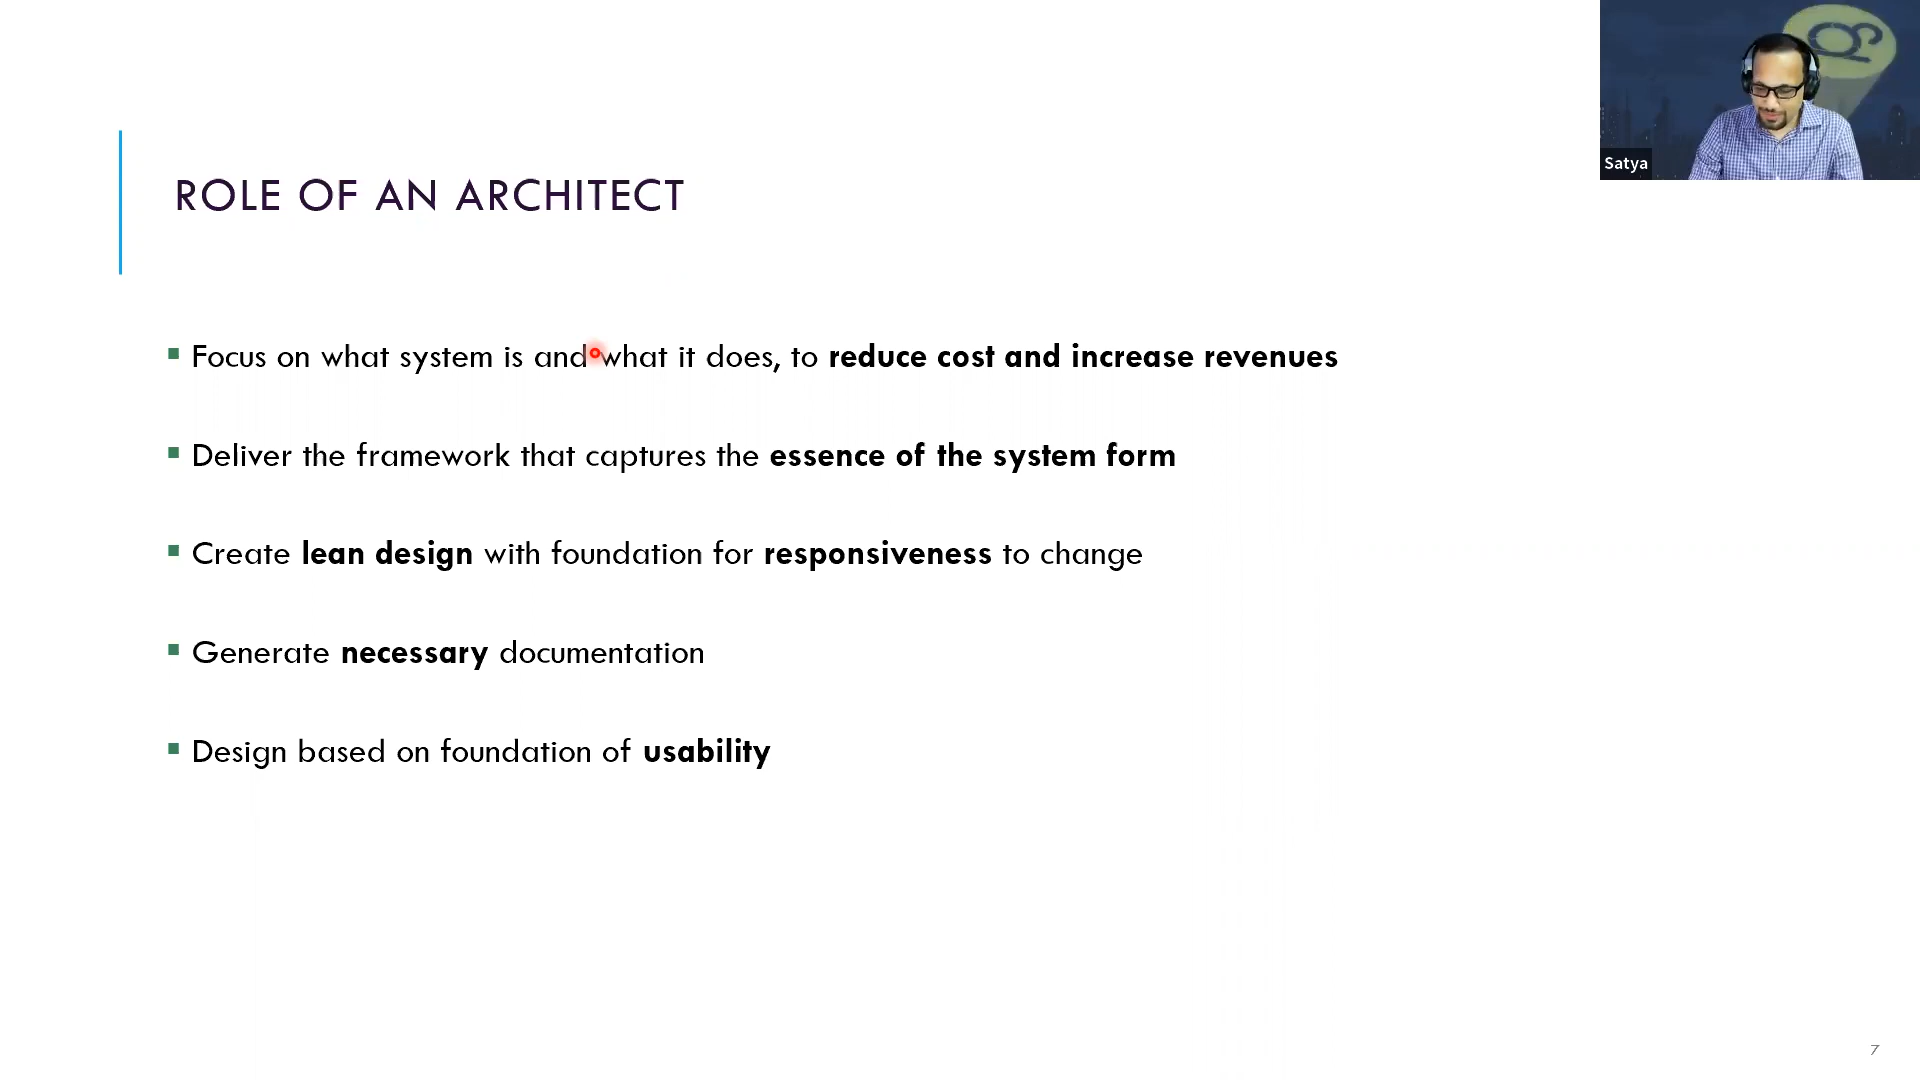 Satya
ROLE OF AN ARCHITECT
Focus on what system is and what it does, to reduce cost and increase revenues
Deliver the framework that captures the essence of the system form
Create lean design with foundation for responsiveness to change
Generate necessary documentation
Design based on foundation of usability
7